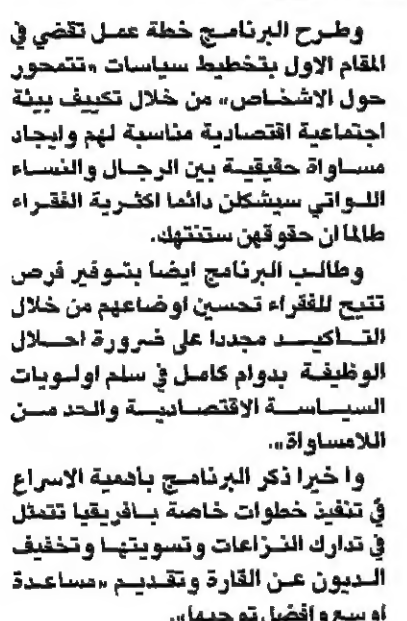 وطرح البرنامج خطة عمل تقضي في
المقام الاول بتخطيط سياسات «تتمحور
حول الاشخاص» من خلال تكييف بيئة
اجتماعية اقتصادية مناسبة لهم وايجاد
مساواة حقيقية بين الرجال والنساء
اللواتي سيشكلن دائما اكثرية الفقراء
طالما ان حقوقهن ستنتهك.
وطالب البرنامج ايضا بتوفير فرص
تتيح للفقراء تحسين اوضاعهم من خلال
التأكيد مجددا على ضرورة احلال
الوظيفة بدوام كامل في سلم اولويات
السياسة الاقتصادية والحد من
اللامساواة».
واخيرا ذكر البرنامج بأهمية الاسراع
في تنفيذ خطوات خاصة بافريقيا تتمثل
في تدارك النزاعات وتسويتها وتخفيف
الديون عن القارة وتقديم «مساعدة
اوسع وافضل توجيها».